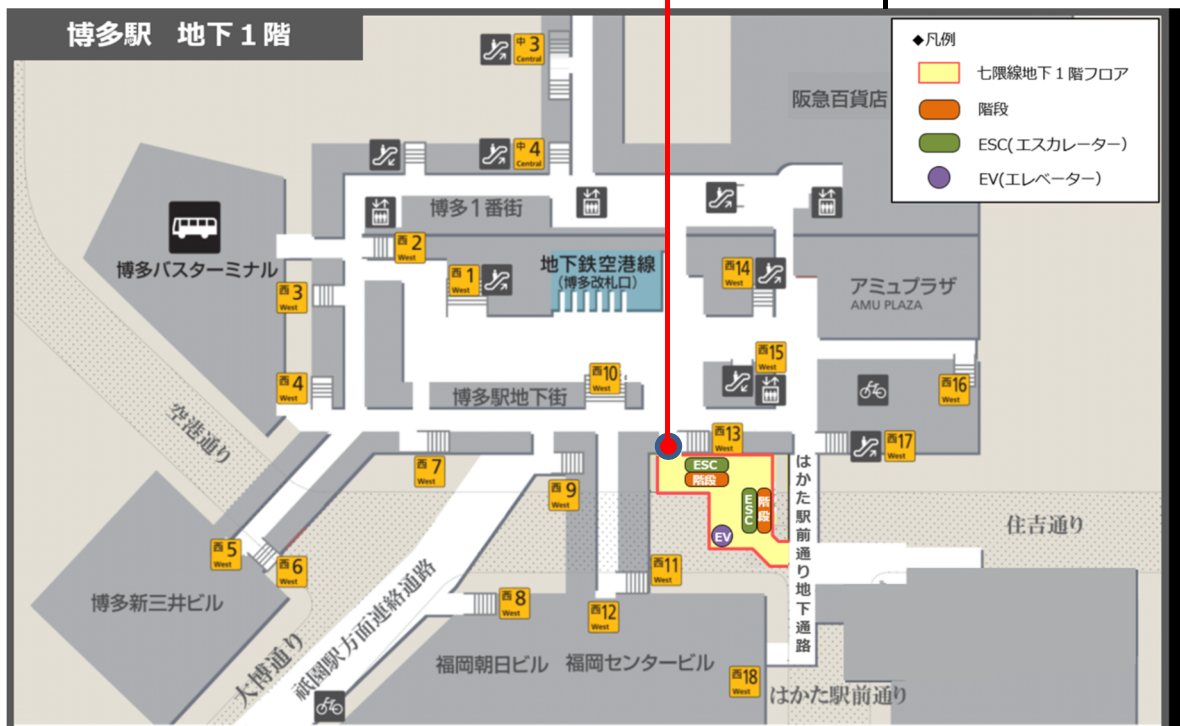 博多駅 地下1階
◆凡例
七隈線地下1階フロア
階段
ESC(エスカレーター)
EV(エレベーター)
中3
Central
阪急百貨店
中4
Central
博多1番街
博多バスターミナル
西2
West
西1
West
地下鉄空港線
(博多改札口)
西14
West
アミュプラザ
AMU PLAZA
西3
West
西15
West
西4
West
西10
West
博多駅地下街
西16
West
空港通り
西13
West
西17
West
西7
West
西9
West
ESC
階段
ESC
階段
EV
はかた駅前通り地下通路
住吉通り
西5
West
西6
West
西11
West
博多新三井ビル
西8
West
西12
West
祇園駅方面連絡通路
大博通り
福岡朝日ビル
福岡センタービル
西18
West
はかた駅前通り